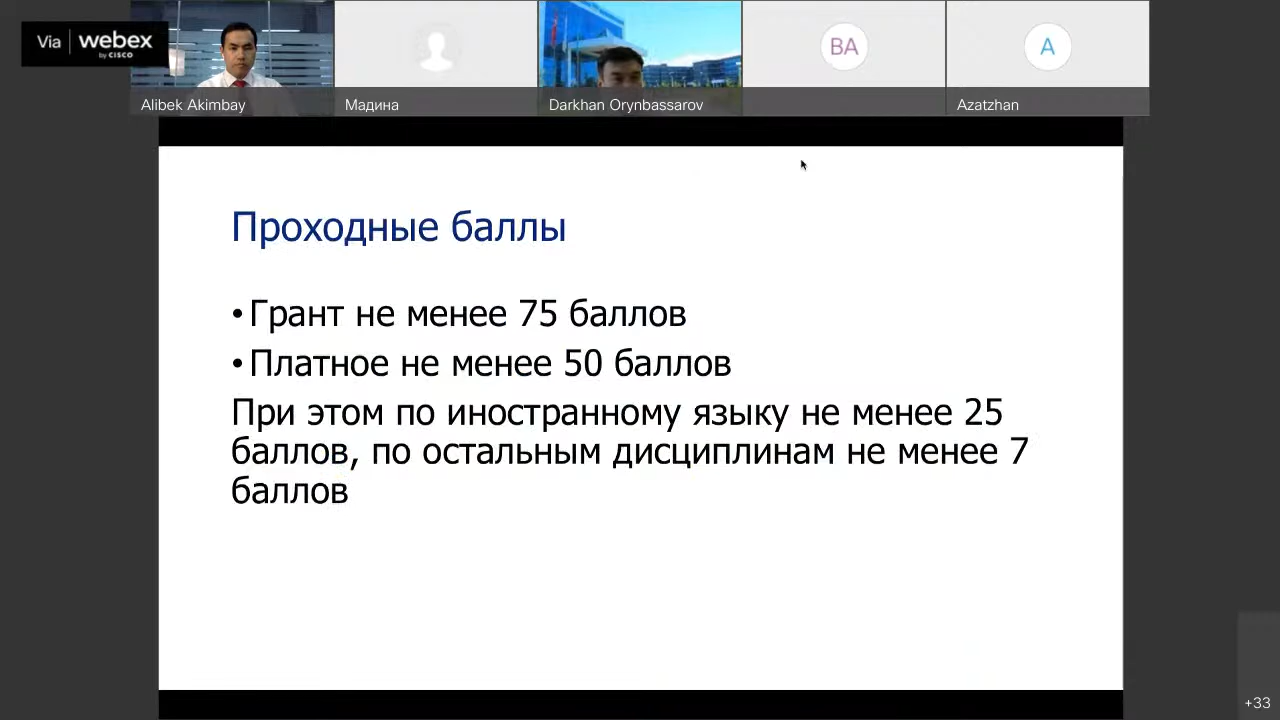 Via webex
by CISCO
Alibek Akimbay
Мадина
Darkhan Orynbassarov
BA
A
Azatzhan
Проходные баллы
• Грант не менее 75 баллов
• Платное не менее 50 баллов
При этом по иностранному языку не менее 25
баллов, по остальным дисциплинам не менее 7
баллов
+33